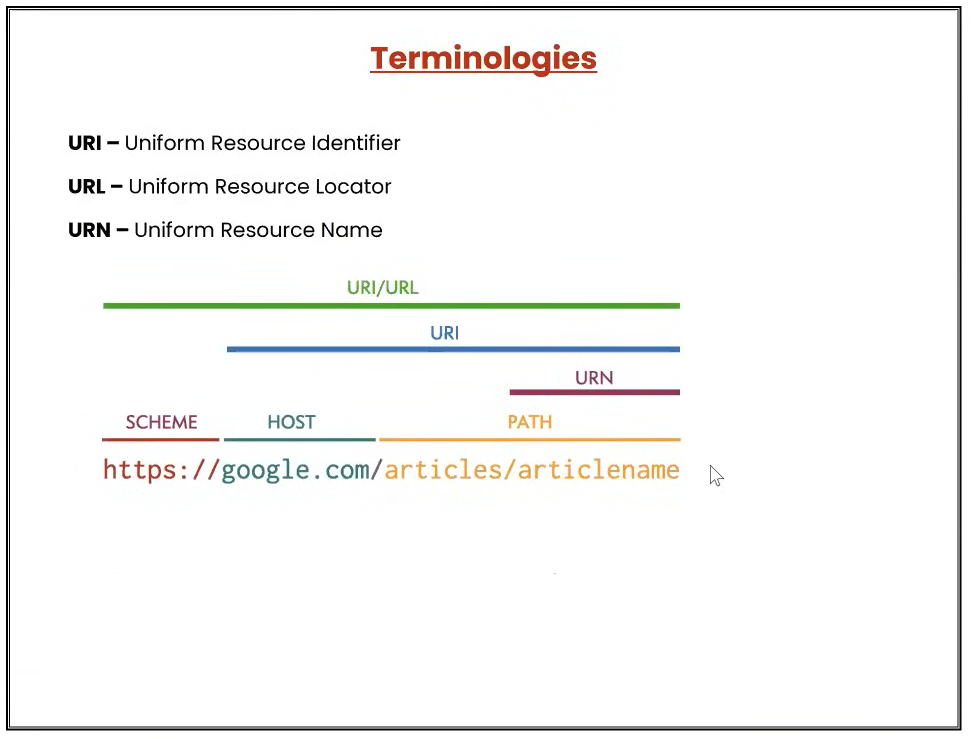 Terminologies
URI – Uniform Resource Identifier
URL – Uniform Resource Locator
URN – Uniform Resource Name
URI/URL
URI
URN
SCHEME HOST PATH
https://google.com/articles/articlename